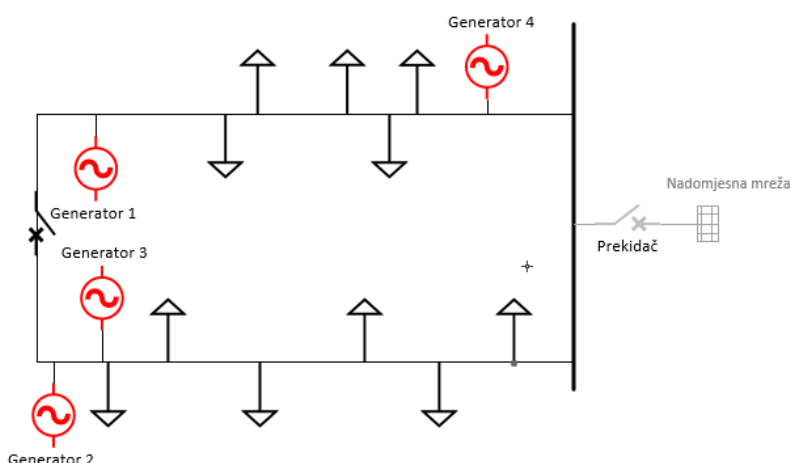 Generator 4
Nadomjesna mreža
Generator 1
Prekidač
Generator 3
Generator 2